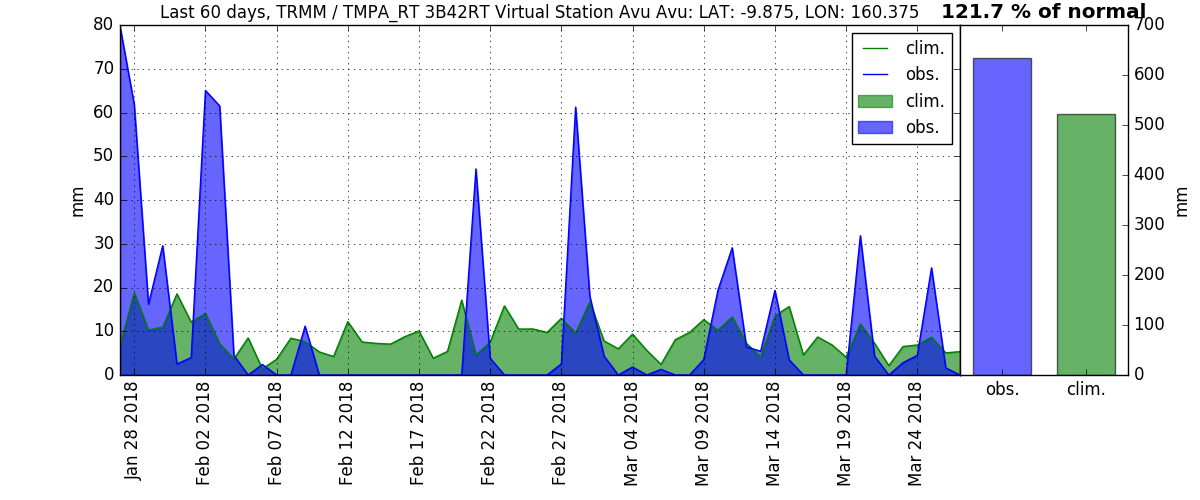 Last 60 days, TRMM / TMPA_RT 3B42RT Virtual Station Avu Avu: LAT: -9.875, LON: 160.375
121.7 % of normal
80
70
60
50
40
30
20
10
0
mm
clim.
obs.
clim.
obs.
700
600
500
400
300
200
100
0
mm
obs.
clim.
Jan 28 2018
Feb 02 2018
Feb 07 2018
Feb 12 2018
Feb 17 2018
Feb 22 2018
Feb 27 2018
Mar 04 2018
Mar 09 2018
Mar 14 2018
Mar 19 2018
Mar 24 2018